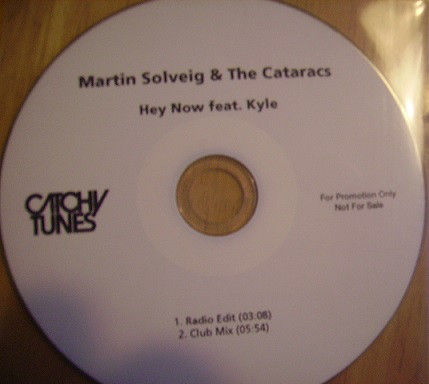 Martin Solveig & The Cataracs
Hey Now feat. Kyle
CATCHY
TUNES
For Promotion Only
Not For Sale
1. Radio Edit (03:08)
2. Club Mix (05:54)